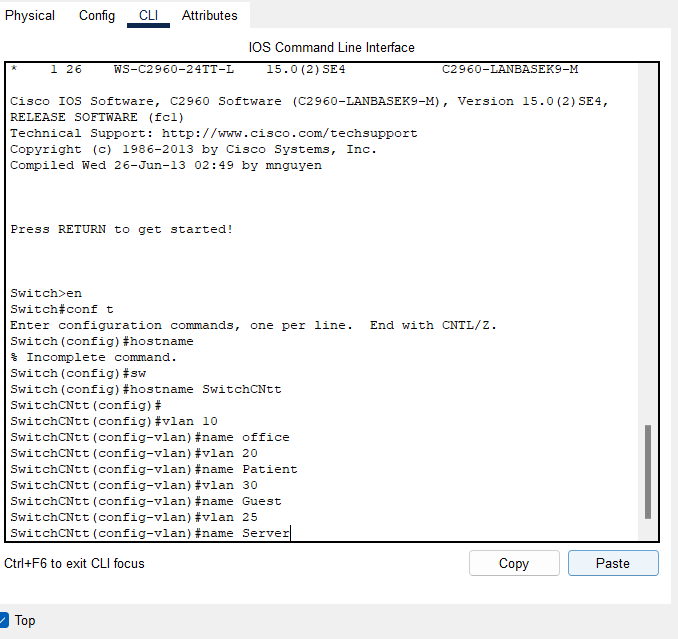 Physical Config CLI Attributes
IOS Command Line Interface
* 1 26 WS-C2960-24TT-L 15.0(2)SE4 C2960-LANBASEK9-M
Cisco IOS Software, C2960 Software (C2960-LANBASEK9-M), Version 15.0(2)SE4,
RELEASE SOFTWARE (fc1)
Technical Support: http://www.cisco.com/techsupport
Copyright (c) 1986-2013 by Cisco Systems, Inc.
Compiled Wed 26-Jun-13 02:49 by mnguyen
Press RETURN to get started!
Switch>en
Switch#conf t
Enter configuration commands, one per line. End with CNTL/Z.
Switch(config)#hostname
% Incomplete command.
Switch(config)#sw
Switch(config)#hostname SwitchCNtt
SwitchCNtt(config)#
SwitchCNtt(config)#vlan 10
SwitchCNtt(config-vlan)#name office
SwitchCNtt(config-vlan)#vlan 20
SwitchCNtt(config-vlan)#name Patient
SwitchCNtt(config-vlan)#vlan 30
SwitchCNtt(config-vlan)#name Guest
SwitchCNtt(config-vlan)#vlan 25
SwitchCNtt(config-vlan)#name Server
Ctrl+F6 to exit CLI focus
Copy Paste
Top